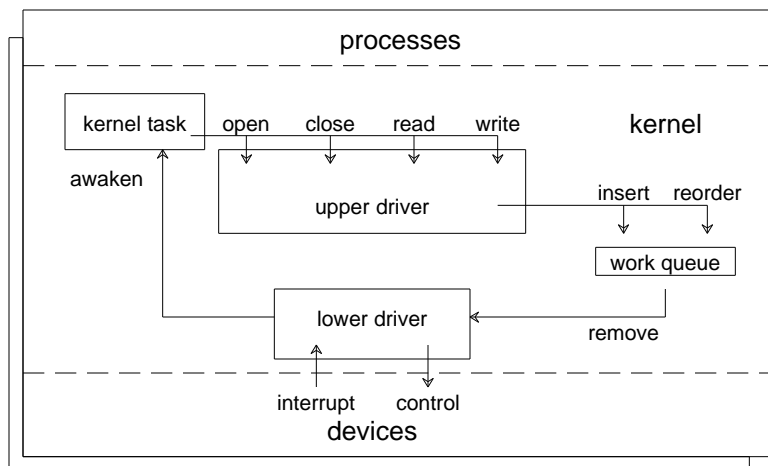 processes
kernel task
open
close
read
write
kernel
awaken
upper driver
insert
reorder
work queue
lower driver
remove
interrupt
control
devices